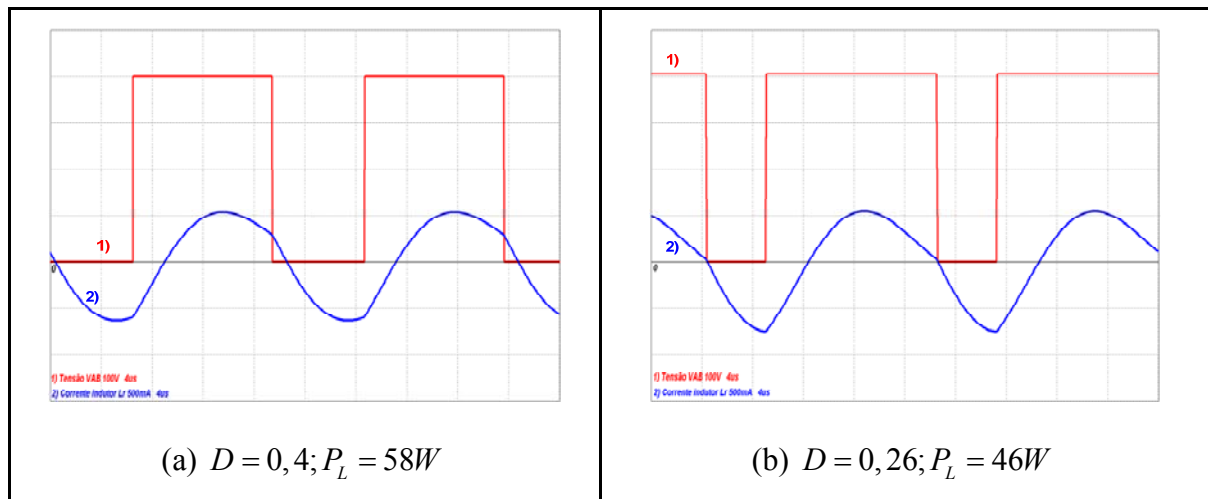 1)
2)
0
1) Tensão VAB 100V 4us
2) Corrente Indutor Lr 500mA 4us
(a) D = 0,4; P_L = 58W
1)
2)
0
1) Tensão VAB 100V 4us
2) Corrente Indutor Lr 500mA 4us
(b) D = 0,26; P_L = 46W